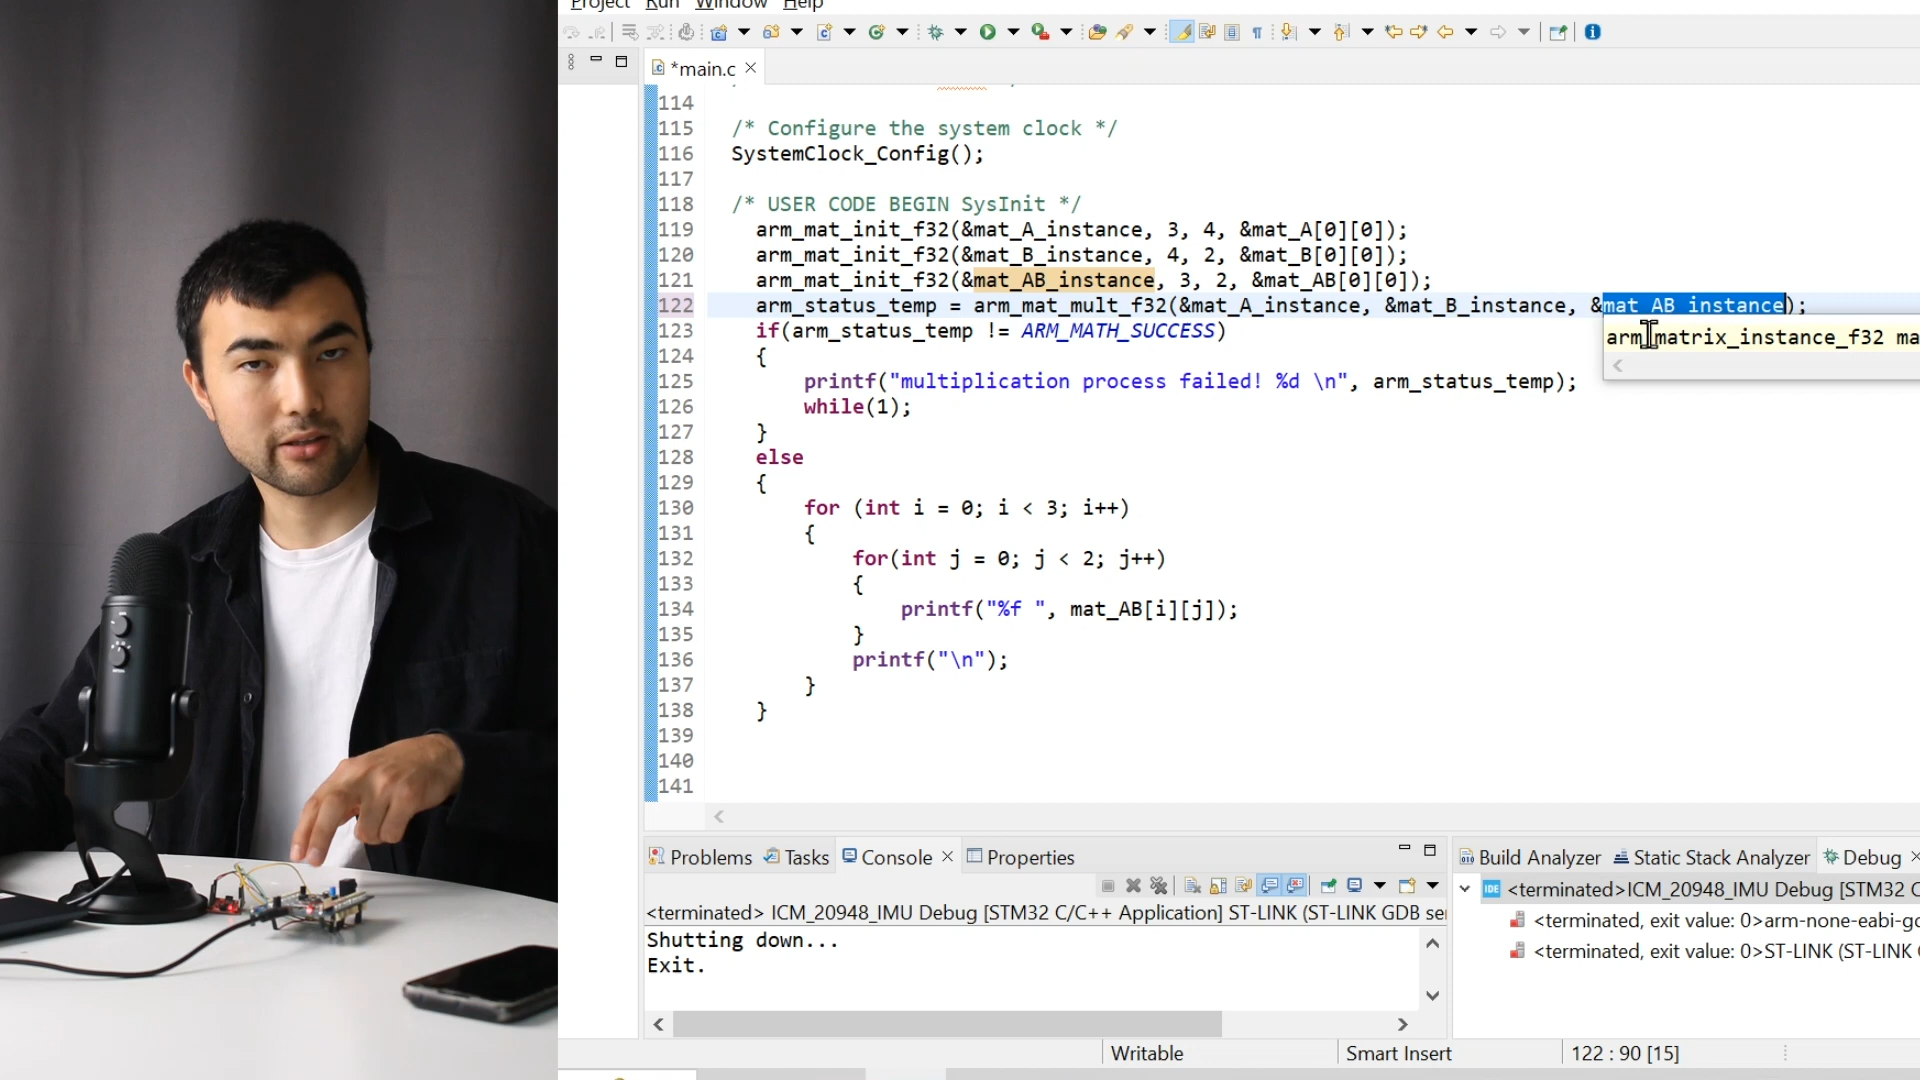 Project Run Window Help
*main.c
114
115 /* Configure the system clock */
116 SystemClock_Config();
117
118 /* USER CODE BEGIN SysInit */
119 arm_mat_init_f32(&mat_A_instance, 3, 4, &mat_A[0][0]);
120 arm_mat_init_f32(&mat_B_instance, 4, 2, &mat_B[0][0]);
121 arm_mat_init_f32(&mat_AB_instance, 3, 2, &mat_AB[0][0]);
122 arm_status_temp = arm_mat_mult_f32(&mat_A_instance, &mat_B_instance, &mat_AB_instance);
123 if(arm_status_temp != ARM_MATH_SUCCESS)
arm_matrix_instance_f32 ma
124 {
125 printf("multiplication process failed! %d \n", arm_status_temp);
126 while(1);
127 }
128 else
129 {
130 for (int i = 0; i < 3; i++)
131 {
132 for(int j = 0; j < 2; j++)
133 {
134 printf("%f ", mat_AB[i][j]);
135 }
136 printf("\n");
137 }
138 }
139
140
141
Problems Tasks Console Properties
Build Analyzer Static Stack Analyzer Debug
<terminated> ICM_20948_IMU Debug [STM32 C/C++ Application] ST-LINK (ST-LINK GDB ser
Shutting down...
Exit.
IDE <terminated>ICM_20948_IMU Debug [STM32 C
<terminated, exit value: 0>arm-none-eabi-gd
<terminated, exit value: 0>ST-LINK (ST-LINK
Writable Smart Insert 122 : 90 [15]